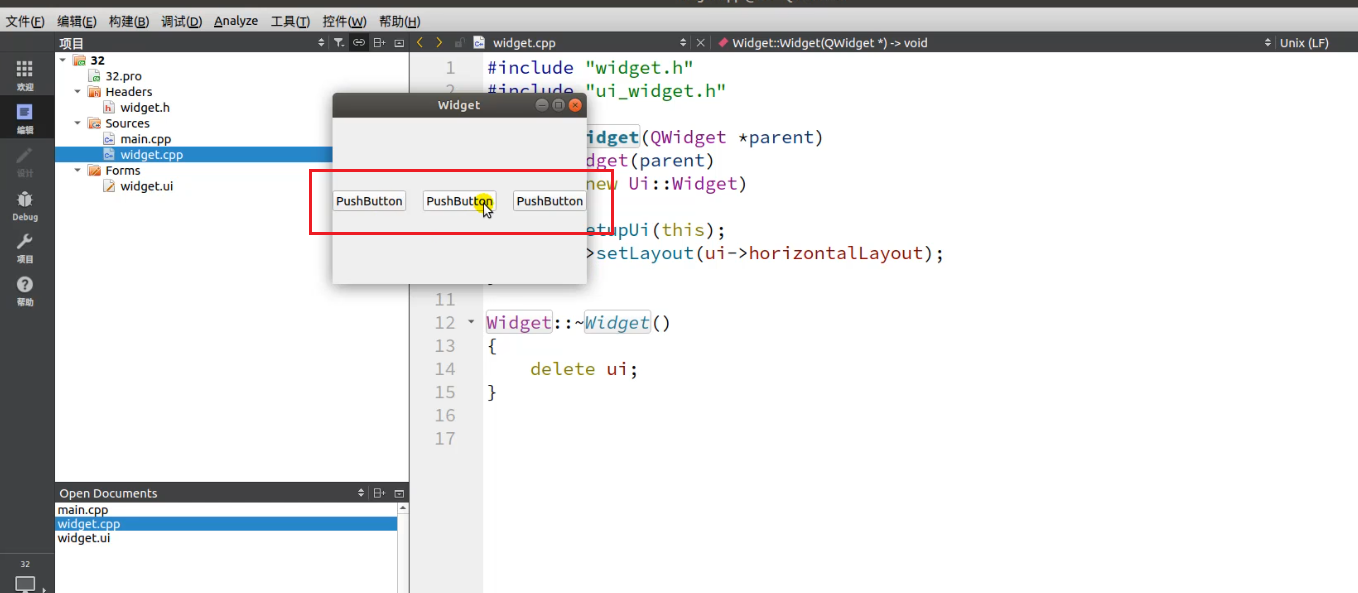 文件(F) 编辑(E) 构建(B) 调试(D) Analyze 工具(T) 控件(W) 帮助(H)
项目
widget.cpp
Widget::Widget(QWidget *) -> void
Unix (LF)
欢迎
编辑
设计
Debug
项目
帮助
32
32.pro
Headers
widget.h
Sources
main.cpp
widget.cpp
Forms
widget.ui
Open Documents
main.cpp
widget.cpp
widget.ui
32
Widget
PushButton PushButton PushButton
1 #include "widget.h"
2 #include "ui_widget.h"
idget(QWidget *parent)
dget(parent)
new Ui::Widget)
etupUi(this);
>setLayout(ui->horizontalLayout);
11
12 Widget::~Widget()
13 {
14 delete ui;
15 }
16
17